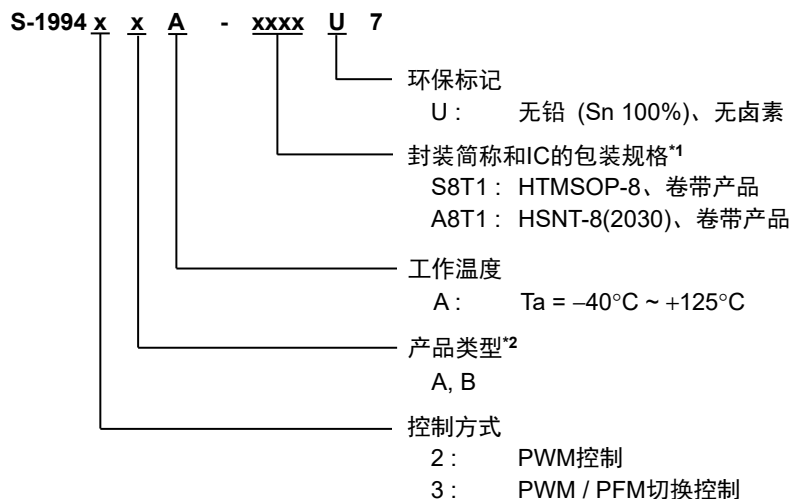 S-1994 x x A - xxxx U 7
环保标记
U : 无铅 (Sn 100%)、无卤素
封装简称和IC的包装规格*1
S8T1 : HTMSOP-8、卷带产品
A8T1 : HSNT-8(2030)、卷带产品
工作温度
A : Ta = −40°C ~ +125°C
产品类型*2
A, B
控制方式
2 : PWM控制
3 : PWM / PFM切换控制